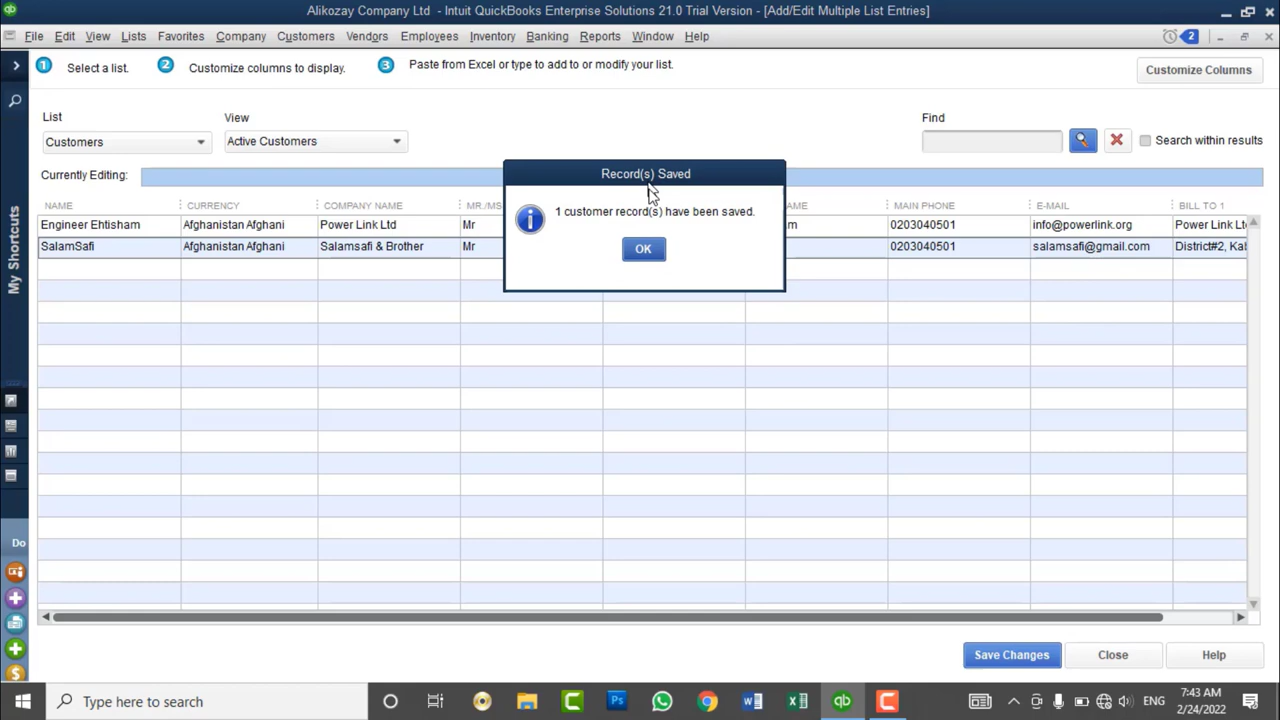 Alikozay Company Ltd - Intuit QuickBooks Enterprise Solutions 21.0 Trial Version - [Add/Edit Multiple List Entries]
File Edit View Lists Favorites Company Customers Vendors Employees Inventory Banking Reports Window Help 2
1 Select a list. 2 Customize columns to display. 3 Paste from Excel or type to add to or modify your list. Customize Columns
List View Find
Customers Active Customers Search within results
Currently Editing:
Record(s) Saved
1 customer record(s) have been saved.
OK
NAME CURRENCY COMPANY NAME MR./MS AME MAIN PHONE E-MAIL BILL TO 1
Engineer Ehtisham Afghanistan Afghani Power Link Ltd Mr m 0203040501 info@powerlink.org Power Link Lt
SalamSafi Afghanistan Afghani Salamsafi & Brother Mr 0203040501 salamsafi@gmail.com District#2, Ka
My Shortcuts
Do
Save Changes Close Help
Type here to search
Ps
ENG
7:43 AM
2/24/2022